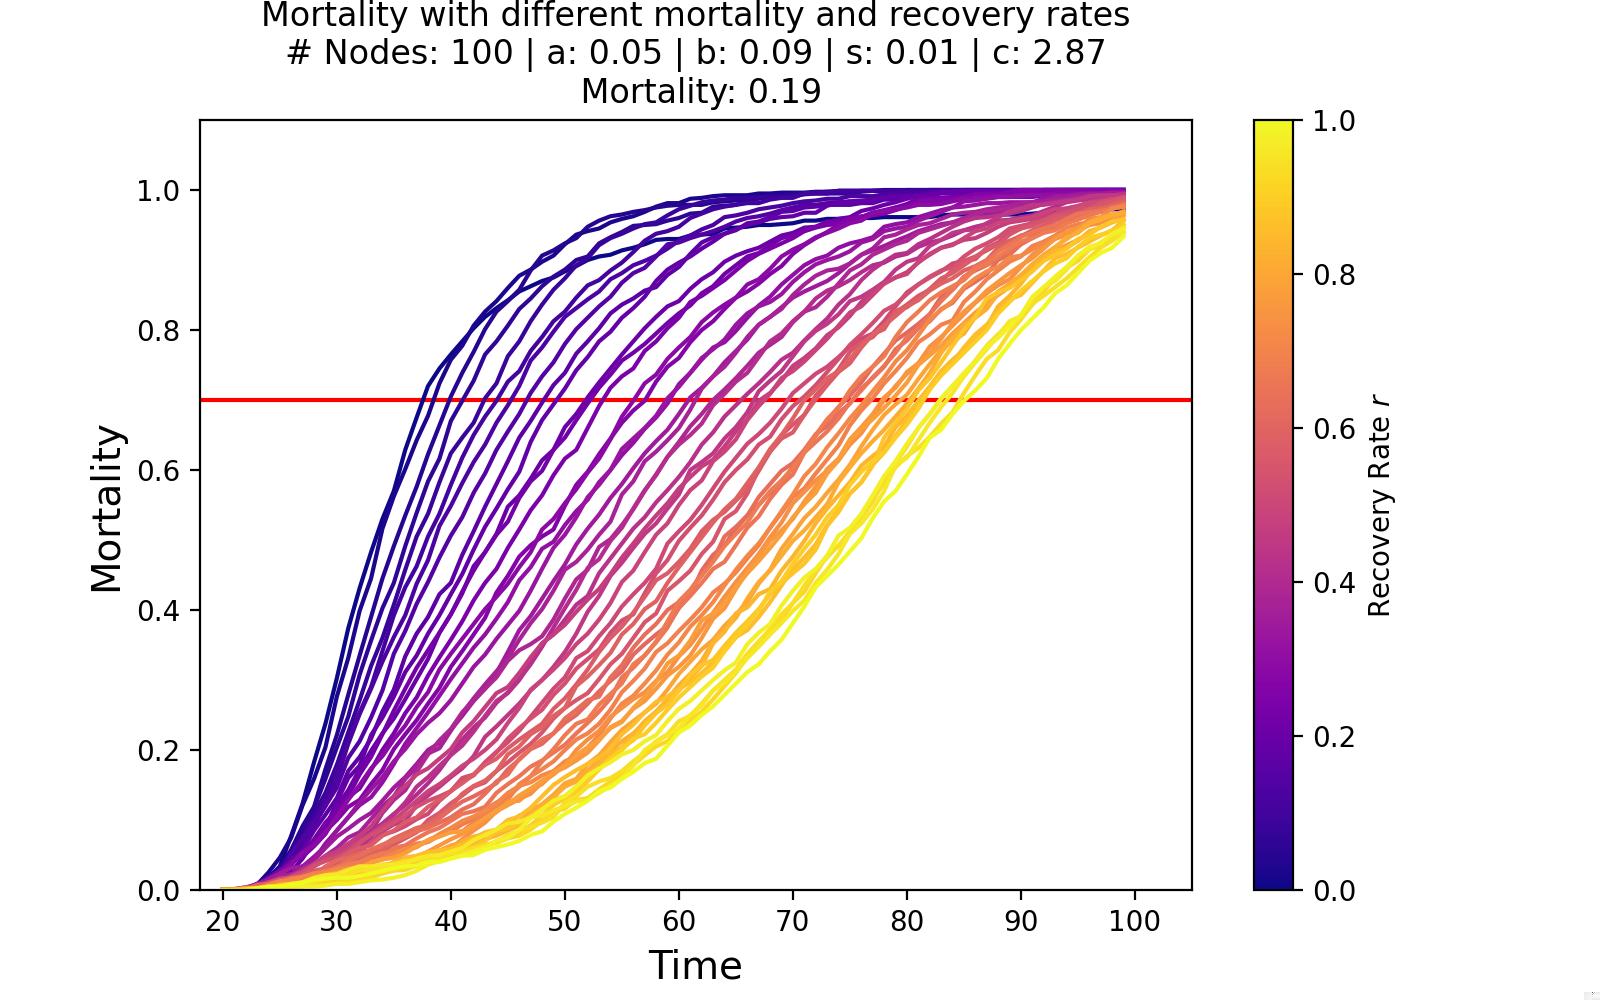 Mortality with different mortality and recovery rates
# Nodes: 100 | a: 0.05 | b: 0.09 | s: 0.01 | c: 2.87
Mortality: 0.19
1.0
0.8
0.6
0.4
0.2
0.0
Mortality
20 30 40 50 60 70 80 90 100
Time
1.0
0.8
0.6
0.4
0.2
0.0
Recovery Rate r